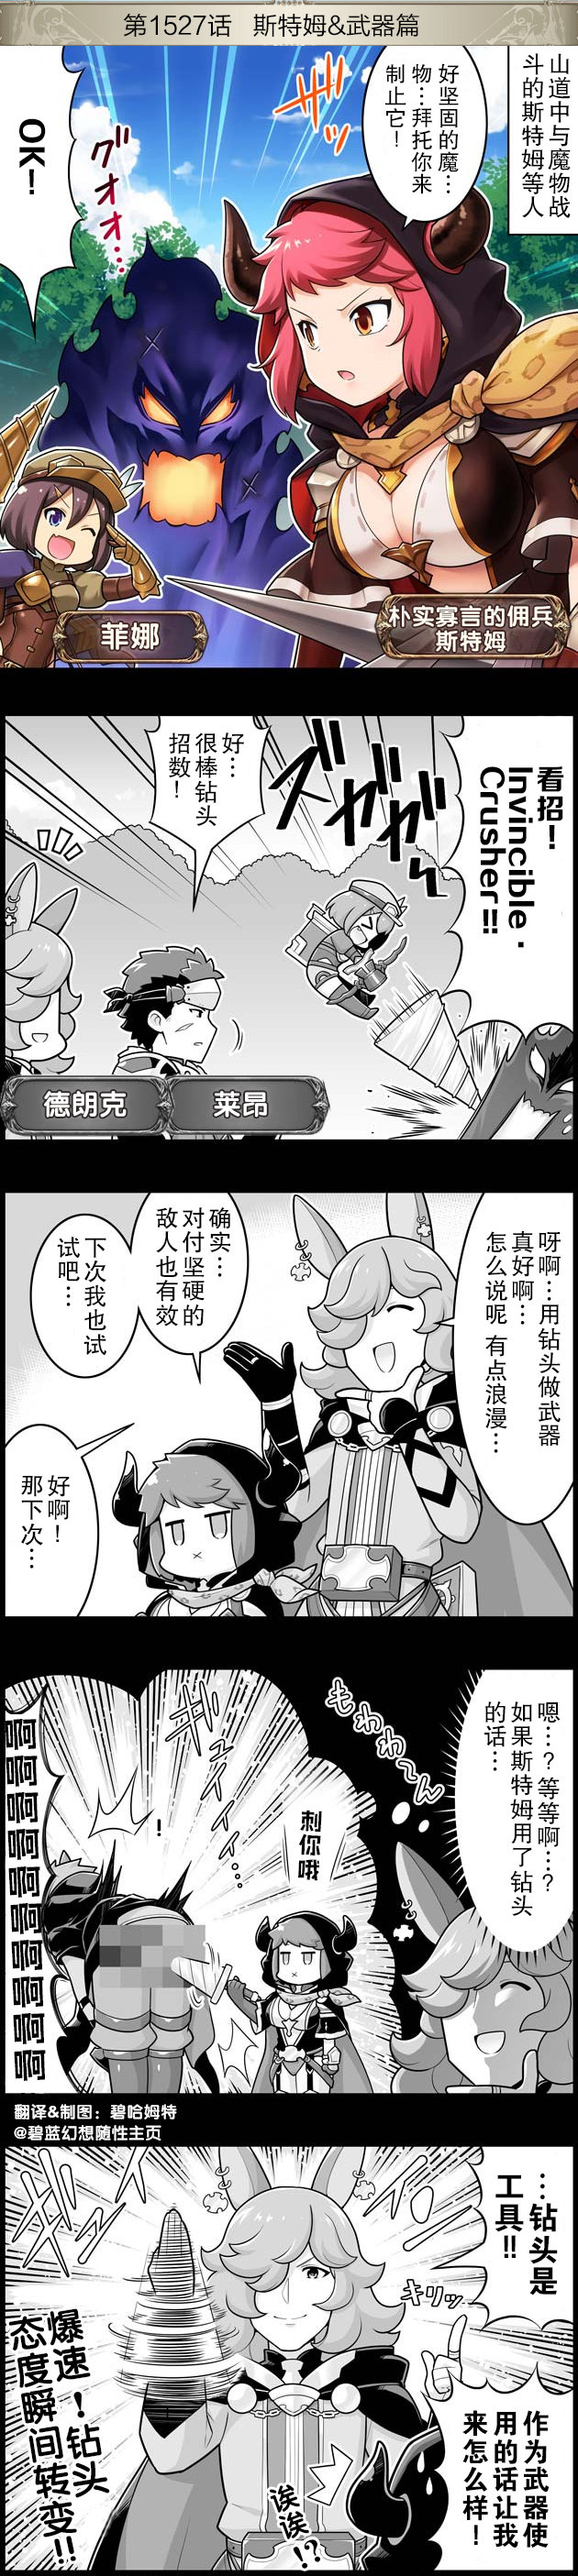 第1527话 斯特姆&武器篇
山道中与魔物战
斗的斯特姆等人
好坚固的魔…
物…拜托你来
制止它！
ガッ
グオオ…
OK！
菲娜
朴实寡言的佣兵
斯特姆
看招！
Invincible・
Crusher!!
ズガガガガ
好…
很棒钻头
招数！
德朗克
莱昂
呀啊…用钻头做武器
真好啊…
怎么说呢 有点浪漫…
确实…
对付坚硬的
敌人也有效
下次我也试
试吧…
好啊！
那下次…
嗯…？等等啊…？
如果斯特姆用了钻头
的话…
もわわわ～ん
刺你哦
ギュイイィ…
！
啊啊啊啊啊啊啊啊啊啊
翻译&制图：碧哈姆特
@碧蓝幻想随性主页
…钻头是
工具!!
キリッ
作为武器使
用的话让我
来怎么样！
诶诶!?
爆速！钻头
态度瞬间转变!!